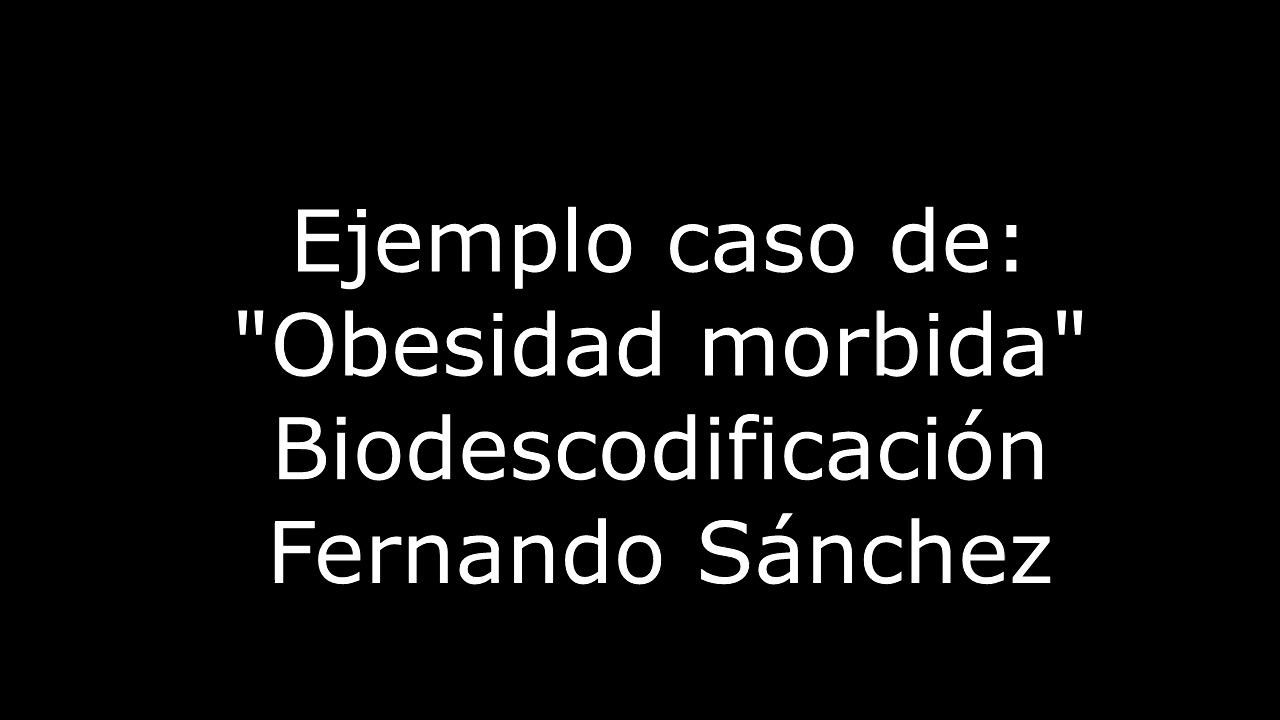 Ejemplo caso de:
"Obesidad morbida"
Biodescodificación
Fernando Sánchez